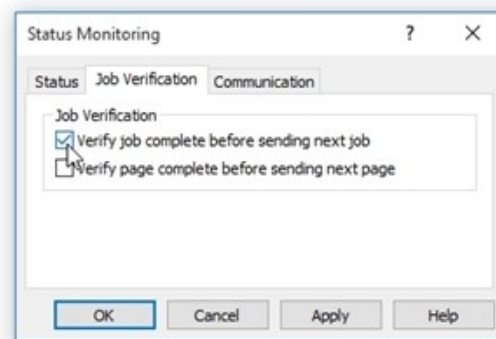 Status Monitoring ?
Status Job Verification Communication
Job Verification
Verify job complete before sending next job
Verify page complete before sending next page
OK Cancel Apply Help